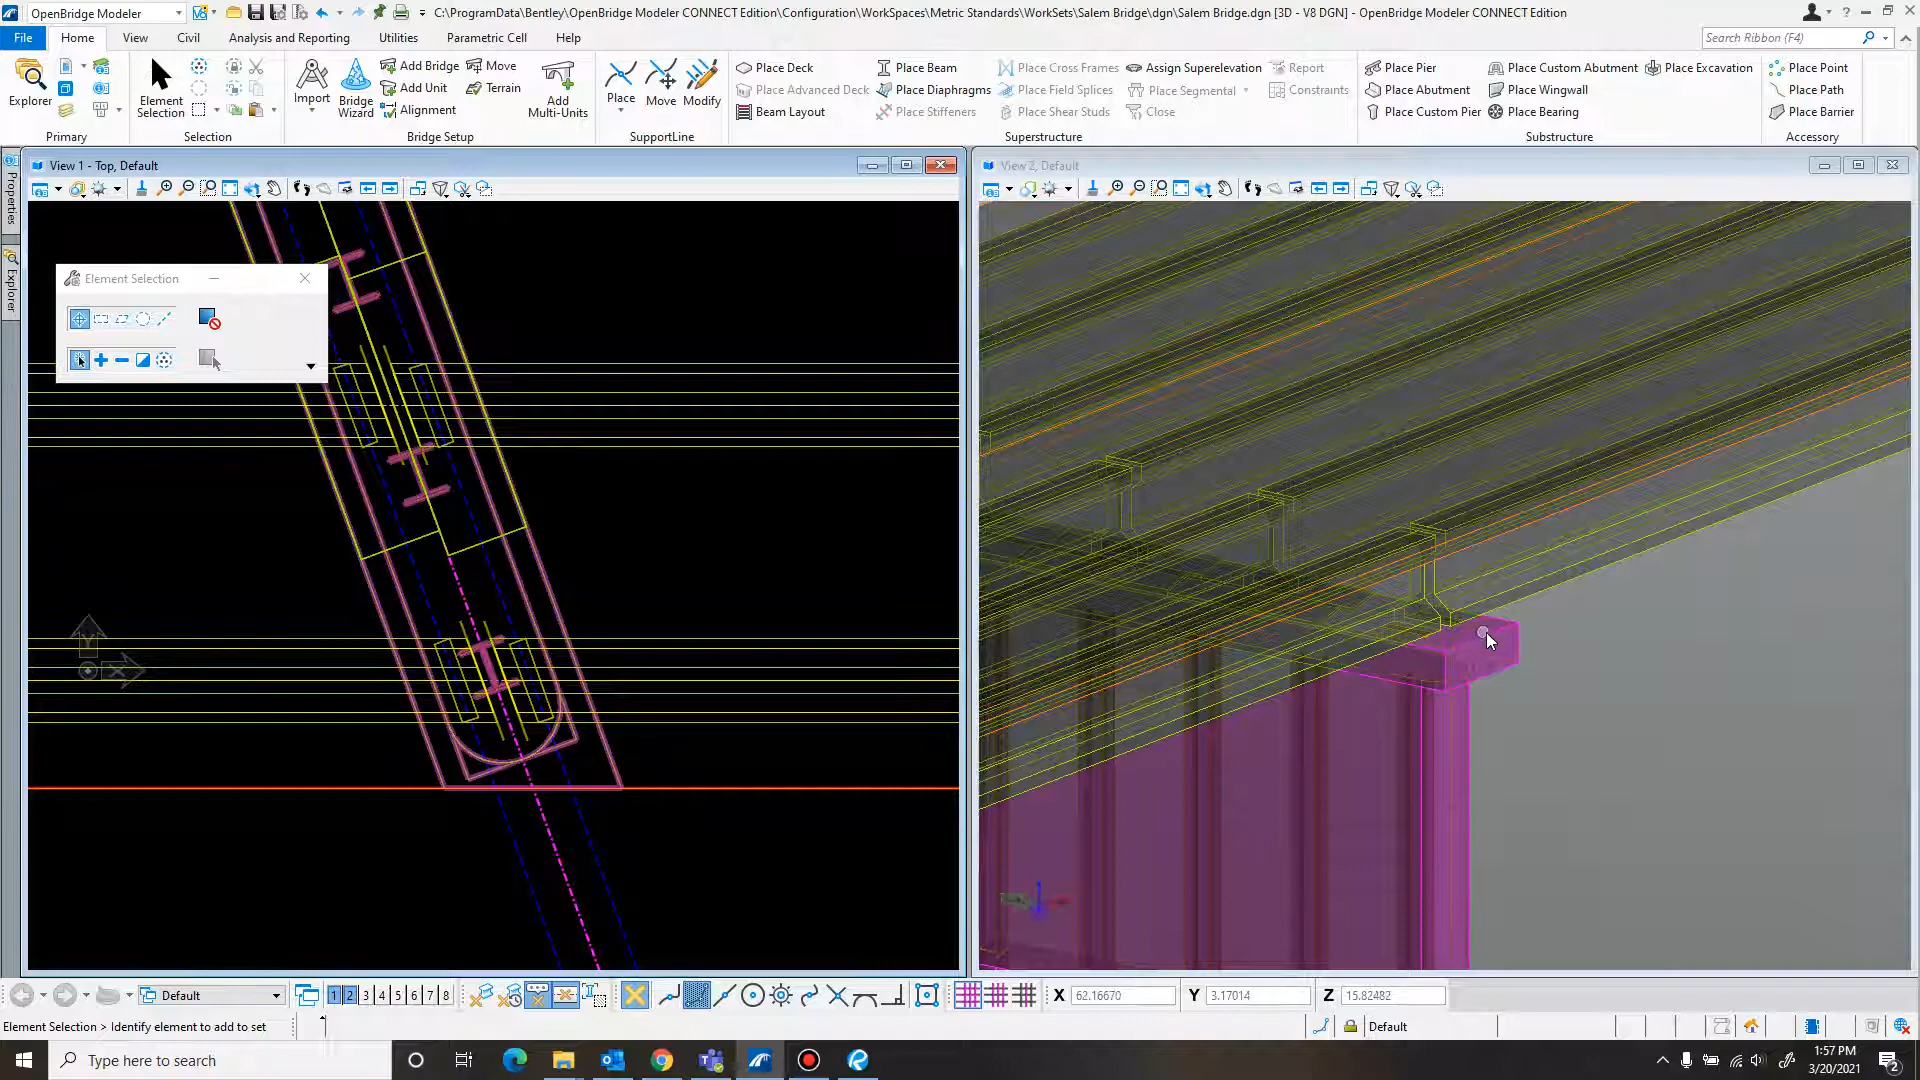 OpenBridge Modeler
C:\ProgramData\Bentley\OpenBridge Modeler CONNECT Edition\Configuration\WorkSpaces\Metric Standards\WorkSets\Salem Bridge\dgn\Salem Bridge.dgn [3D - V8 DGN] - OpenBridge Modeler CONNECT Edition
File Home View Civil Analysis and Reporting Utilities Parametric Cell Help
Search Ribbon (F4)
Explorer
Primary
Element Selection
Selection
Import
Bridge Wizard
Add Bridge
Add Unit
Alignment
Move
Terrain
Add Multi-Units
Bridge Setup
Place
Move
Modify
SupportLine
Place Deck
Place Advanced Deck
Beam Layout
Place Beam
Place Diaphragms
Place Stiffeners
Place Cross Frames
Place Field Splices
Place Shear Studs
Assign Superelevation
Place Segmental
Close
Report
Constraints
Superstructure
Place Pier
Place Abutment
Place Custom Pier
Place Custom Abutment
Place Wingwall
Place Bearing
Place Excavation
Substructure
Place Point
Place Path
Place Barrier
Accessory
View 1 - Top, Default
View 2, Default
Properties
Explorer
Element Selection
Default
1 2 3 4 5 6 7 8
X 62.16670
Y 3.17014
Z 15.82482
Element Selection > Identify element to add to set
Default
Type here to search
1:57 PM
3/20/2021
2